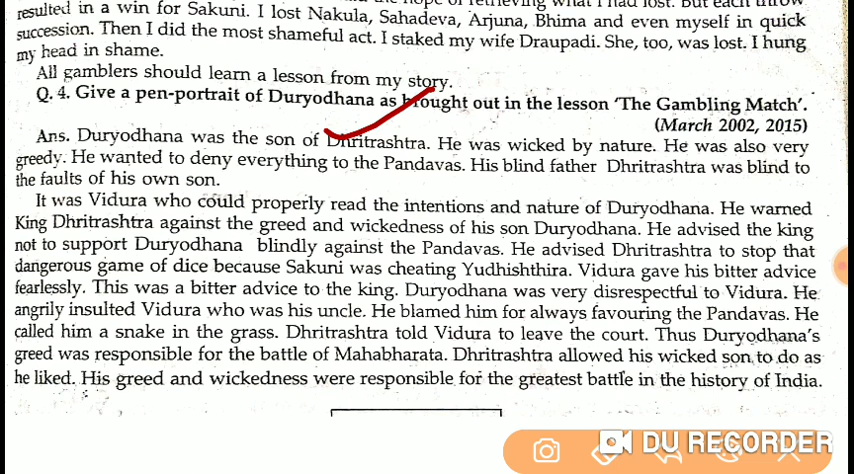 resulted in a win for Sakuni. I lost Nakula, Sahadeva, Arjuna, Bhima and even myself in quick
succession. Then I did the most shameful act. I staked my wife Draupadi. She, too, was lost. I hung
my head in shame.
All gamblers should learn a lesson from my story.
Q. 4. Give a pen-portrait of Duryodhana as brought out in the lesson 'The Gambling Match'.
(March 2002, 2015)
Ans. Duryodhana was the son of Dhritrashtra. He was wicked by nature. He was also very
greedy. He wanted to deny everything to the Pandavas. His blind father Dhritrashtra was blind to
the faults of his own son.
It was Vidura who could properly read the intentions and nature of Duryodhana. He warned
King Dhritrashtra against the greed and wickedness of his son Duryodhana. He advised the king
not to support Duryodhana blindly against the Pandavas. He advised Dhritrashtra to stop that
dangerous game of dice because Sakuni was cheating Yudhishthira. Vidura gave his bitter advice
fearlessly. This was a bitter advice to the king. Duryodhana was very disrespectful to Vidura. He
angrily insulted Vidura who was his uncle. He blamed him for always favouring the Pandavas. He
called him a snake in the grass. Dhritrashtra told Vidura to leave the court. Thus Duryodhana's
greed was responsible for the battle of Mahabharata. Dhritrashtra allowed his wicked son to do as
he liked. His greed and wickedness were responsible for the greatest battle in the history of India.
DU RECORDER